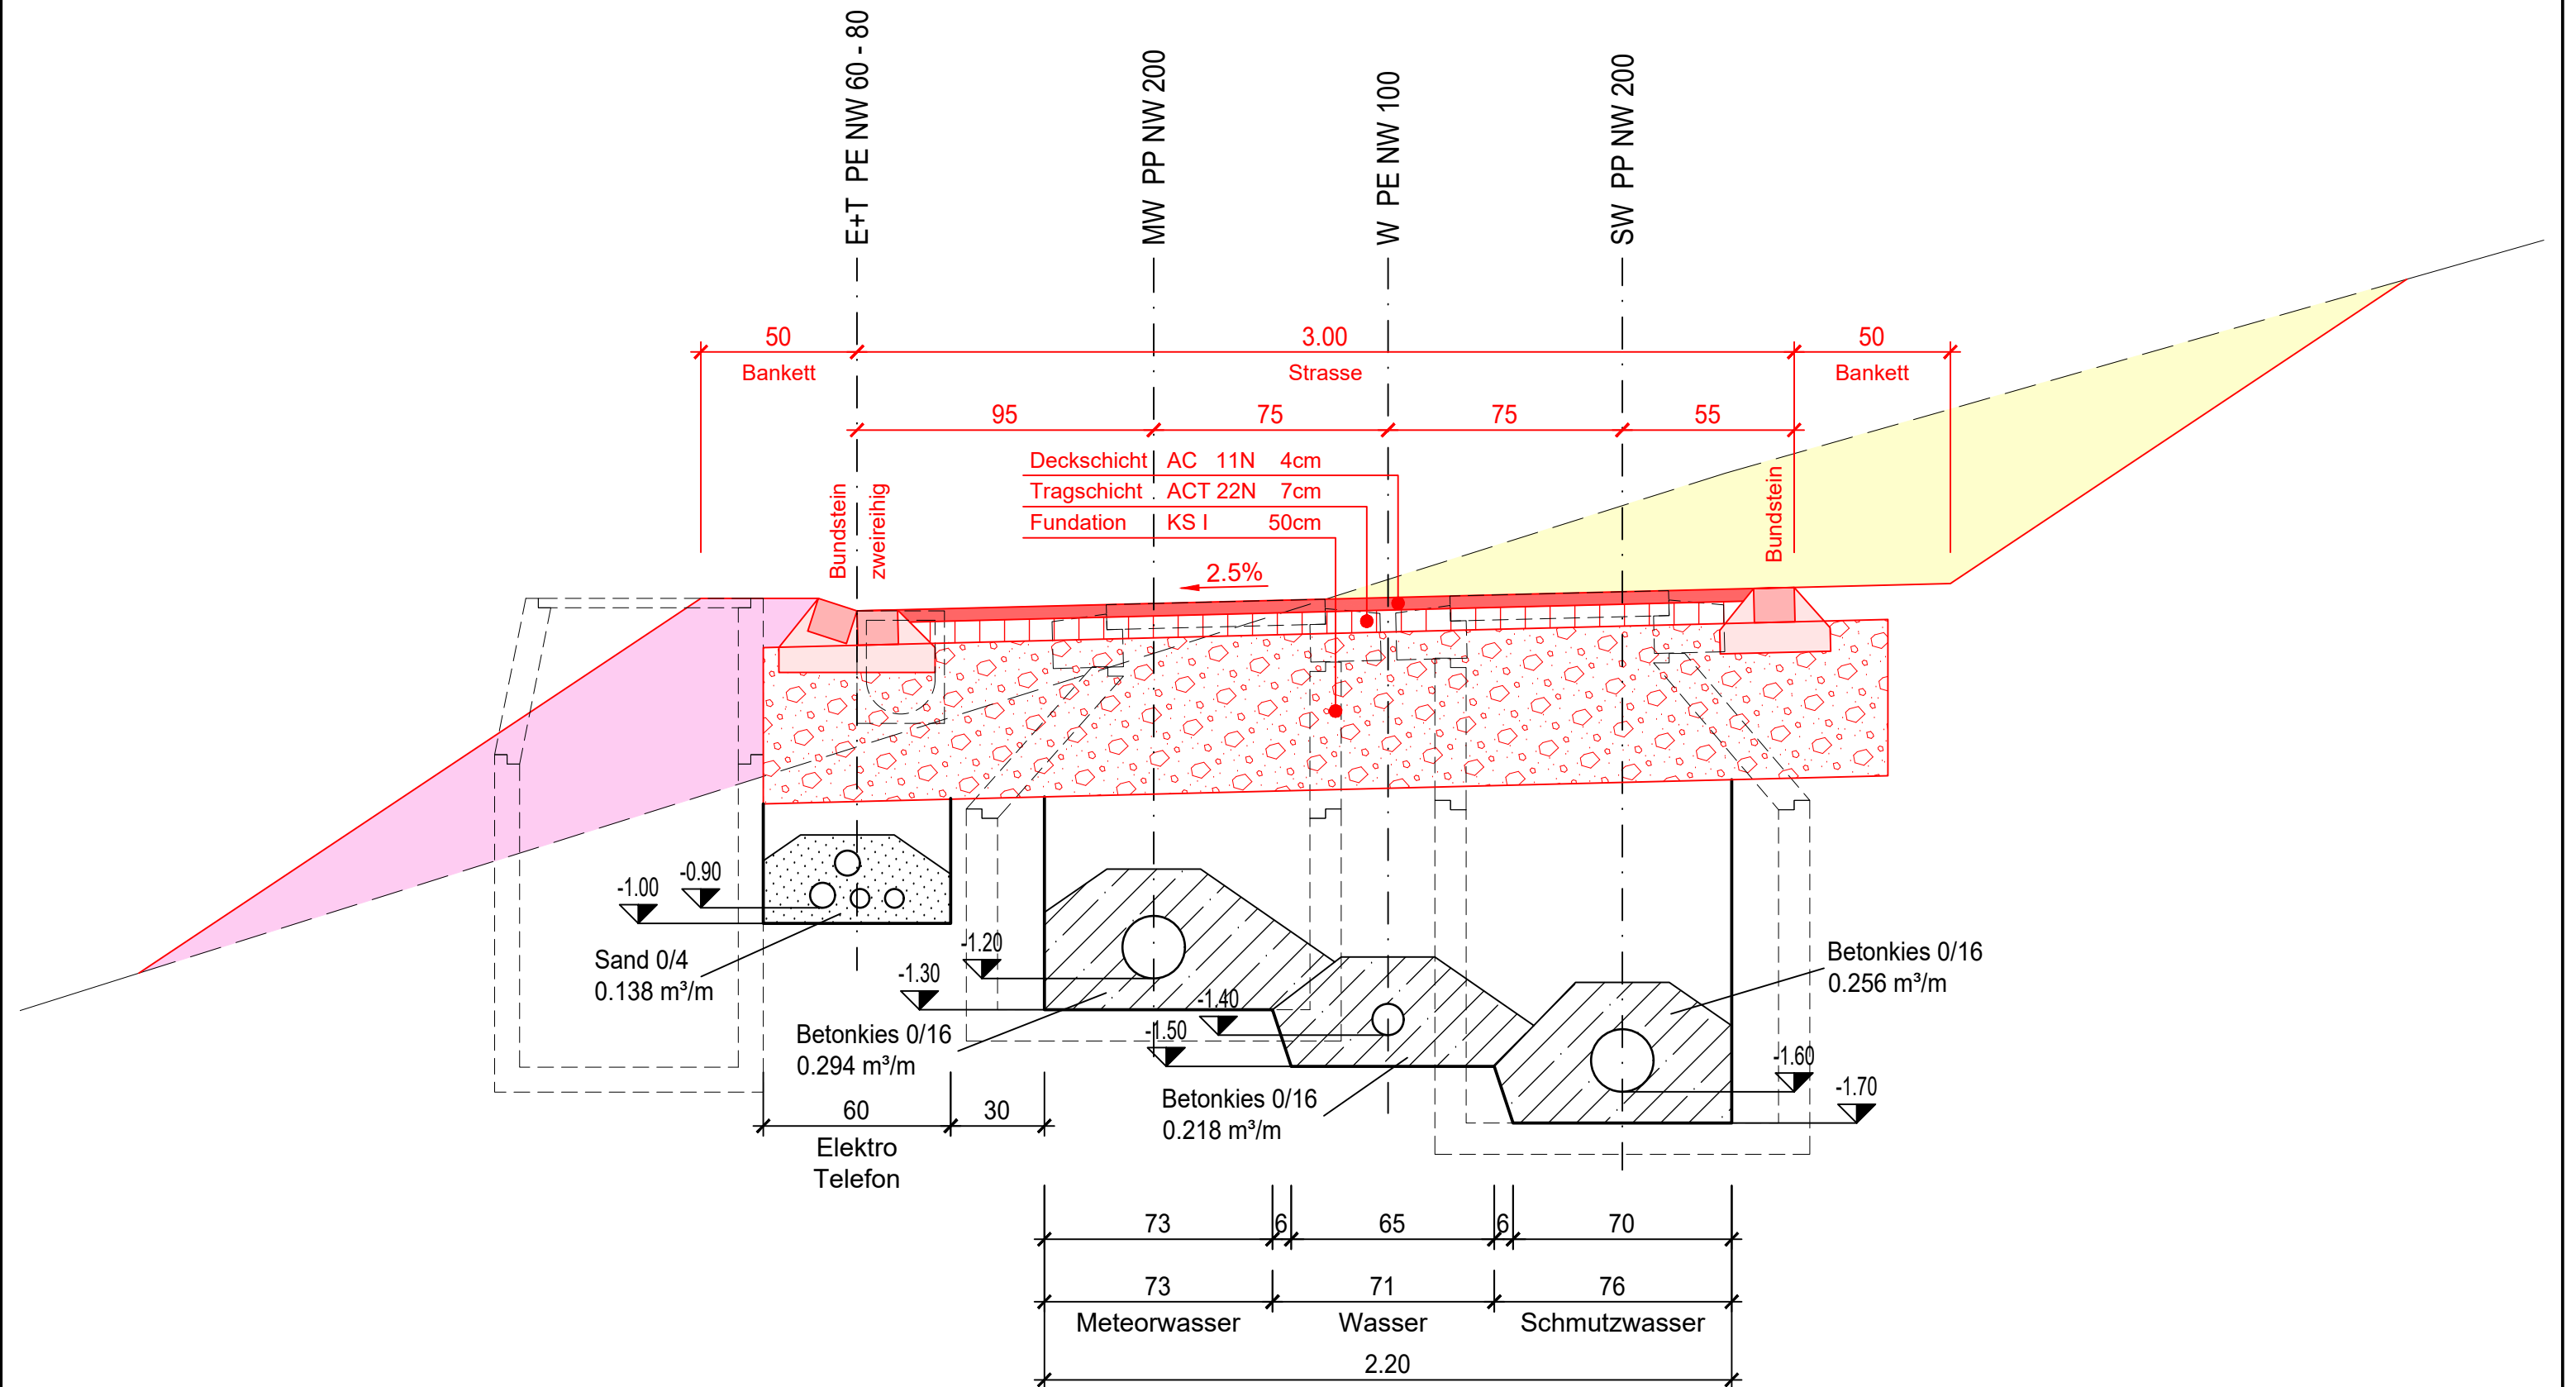 E+T PE NW 60 - 80
MW PP NW 200
W PE NW 100
SW PP NW 200
50
3.00
50
Bankett
Strasse
Bankett
95
75
75
55
Deckschicht AC 11N 4cm
Tragschicht ACT 22N 7cm
Fundation KS I 50cm
Bundstein
zweireihig
Bundstein
2.5%
-1.00
-0.90
Sand 0/4
0.138 m³/m
-1.20
-1.30
Betonkies 0/16
0.294 m³/m
-1.40
-1.50
Betonkies 0/16
0.218 m³/m
Betonkies 0/16
0.256 m³/m
-1.60
-1.70
60
30
Elektro
Telefon
73
6
65
6
70
73
71
76
Meteorwasser
Wasser
Schmutzwasser
2.20